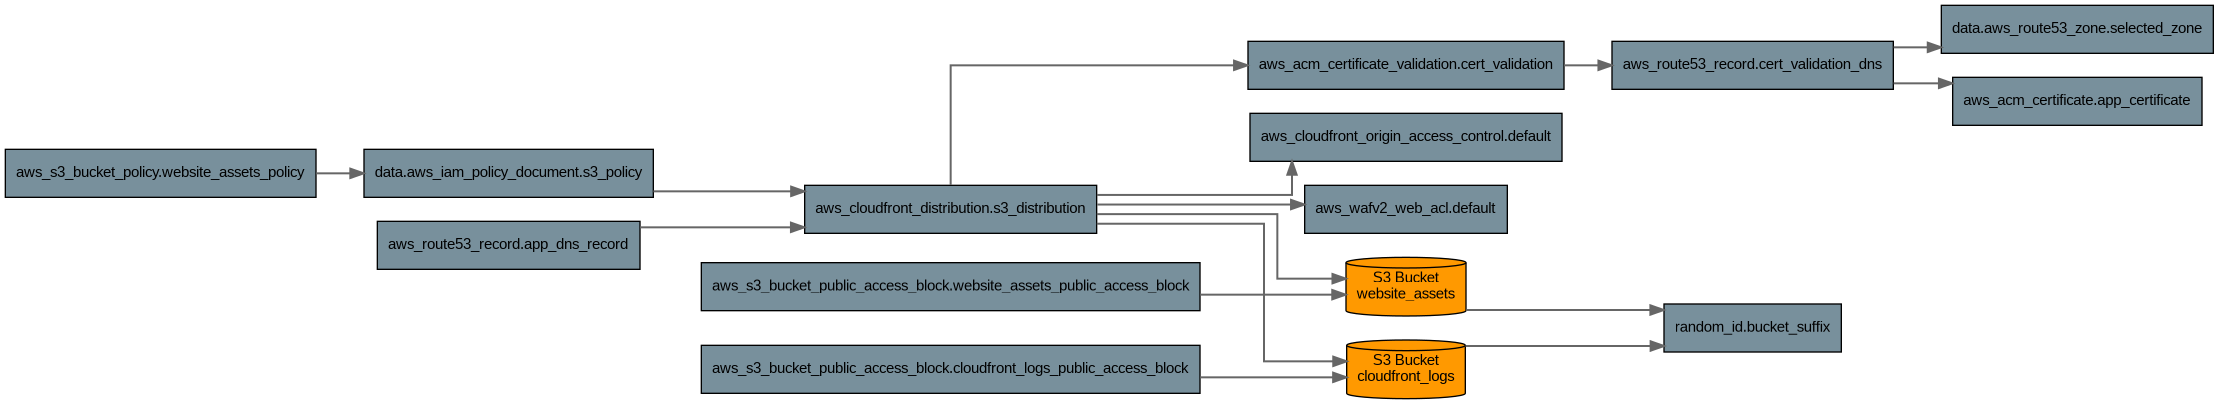 data.aws_route53_zone.selected_zone
aws_acm_certificate_validation.cert_validation
aws_route53_record.cert_validation_dns
aws_acm_certificate.app_certificate
aws_cloudfront_origin_access_control.default
aws_s3_bucket_policy.website_assets_policy
data.aws_iam_policy_document.s3_policy
aws_cloudfront_distribution.s3_distribution
aws_wafv2_web_acl.default
aws_route53_record.app_dns_record
aws_s3_bucket_public_access_block.website_assets_public_access_block
S3 Bucket
website_assets
random_id.bucket_suffix
aws_s3_bucket_public_access_block.cloudfront_logs_public_access_block
S3 Bucket
cloudfront_logs